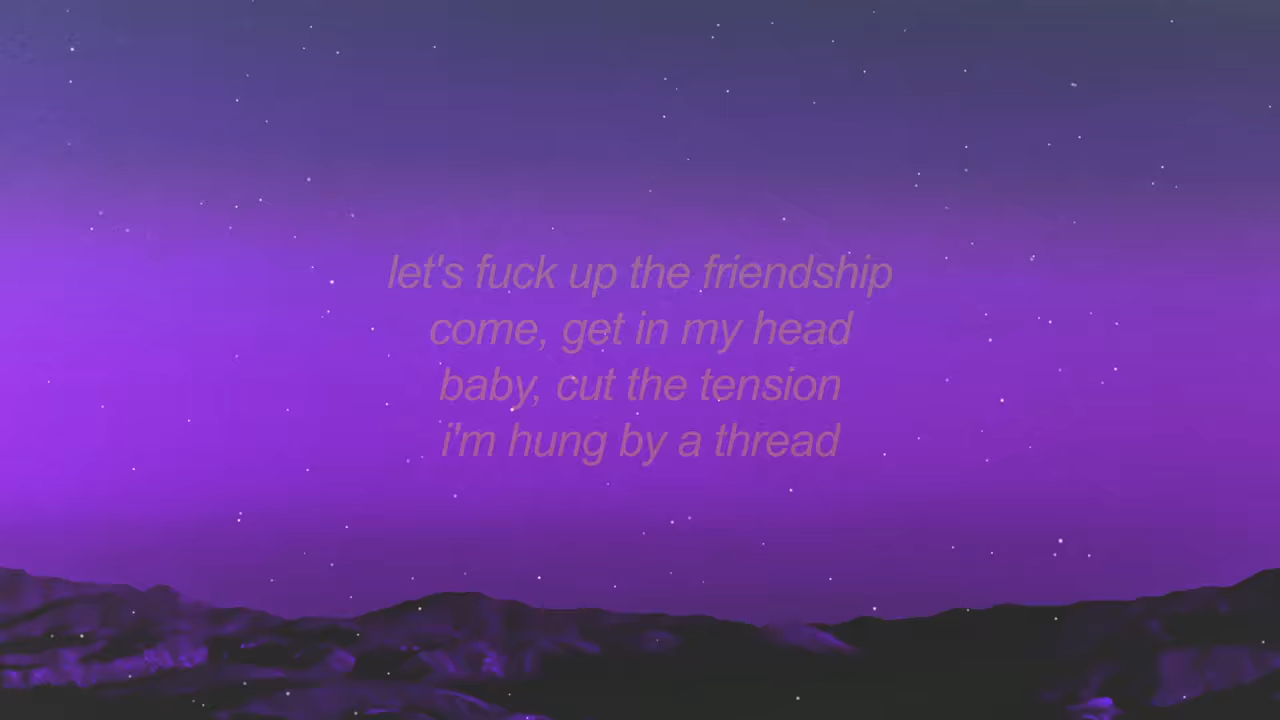 let's fuck up the friendship
come, get in my head
baby, cut the tension
i'm hung by a thread